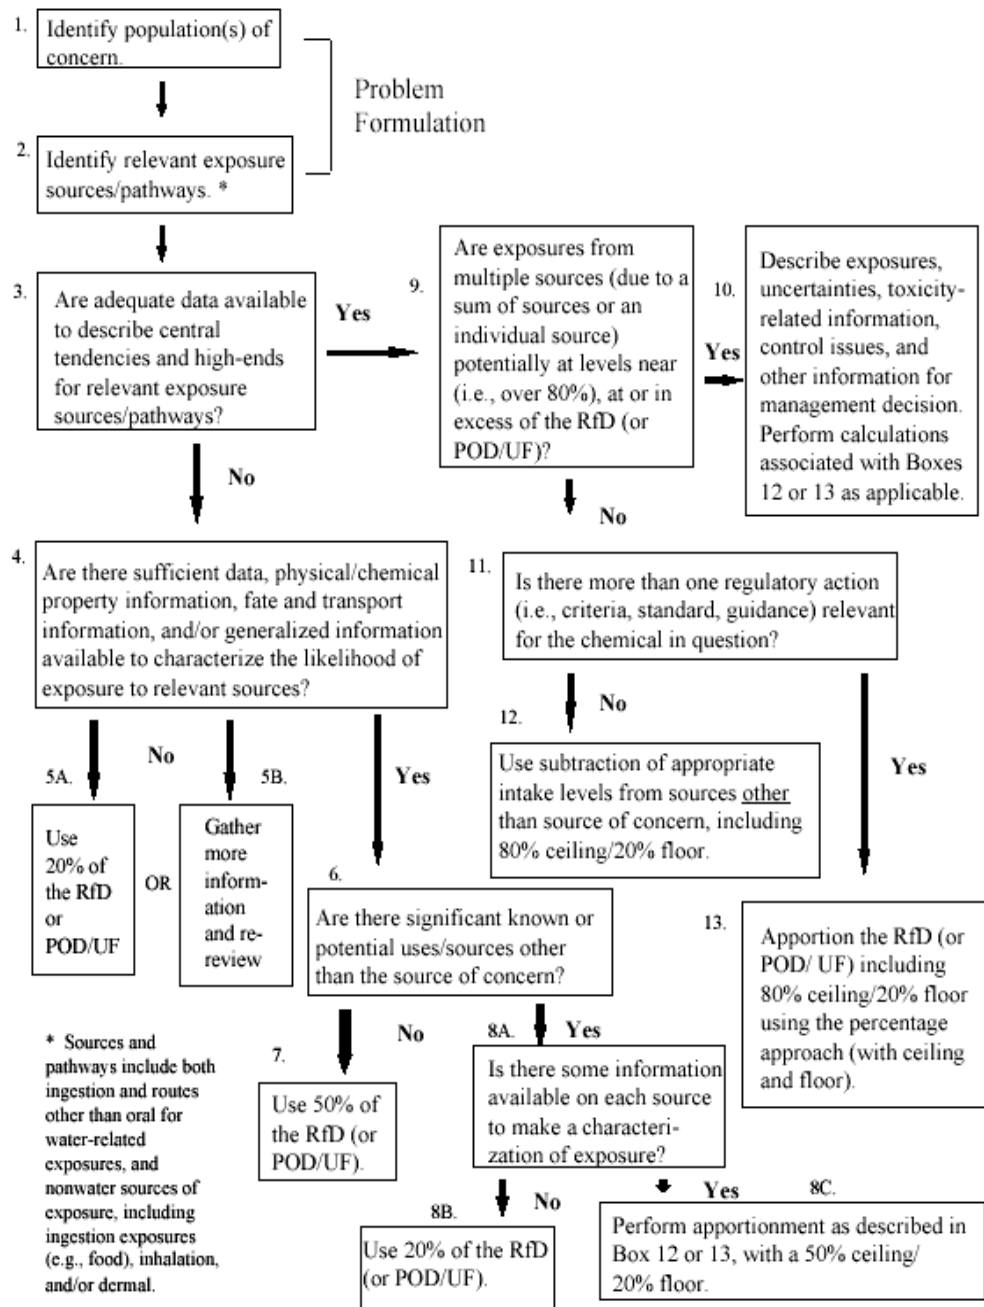 1. Identify population(s) of
concern.
Problem
Formulation
2. Identify relevant exposure
sources/pathways. *
3. Are adequate data available
to describe central
tendencies and high-ends
for relevant exposure
sources/pathways?
Yes
No
9. Are exposures from
multiple sources (due to a
sum of sources or an
individual source)
potentially at levels near
(i.e., over 80%), at or in
excess of the RfD (or
POD/UF)?
Yes
No
10. Describe exposures,
uncertainties, toxicity-
related information,
control issues, and
other information for
management decision.
Perform calculations
associated with Boxes
12 or 13 as applicable.
4. Are there sufficient data, physical/chemical
property information, fate and transport
information, and/or generalized information
available to characterize the likelihood of
exposure to relevant sources?
No
Yes
11. Is there more than one regulatory action
(i.e., criteria, standard, guidance) relevant
for the chemical in question?
No
Yes
5A. Use
20% of
the RfD
or
POD/UF
OR
5B. Gather
more
inform-
ation
and re-
review
12. Use subtraction of appropriate
intake levels from sources other
than source of concern, including
80% ceiling/20% floor.
6. Are there significant known or
potential uses/sources other
than the source of concern?
No
Yes
13. Apportion the RfD (or
POD/ UF) including
80% ceiling/20% floor
using the percentage
approach (with ceiling
and floor).
7. Use 50% of
the RfD (or
POD/UF).
8A. Is there some information
available on each source
to make a characteri-
zation of exposure?
No
Yes
8B. Use 20% of the RfD
(or POD/UF).
8C. Perform apportionment as described in
Box 12 or 13, with a 50% ceiling/
20% floor.
* Sources and
pathways include both
ingestion and routes
other than oral for
water-related
exposures, and
nonwater sources of
exposure, including
ingestion exposures
(e.g., food), inhalation,
and/or dermal.